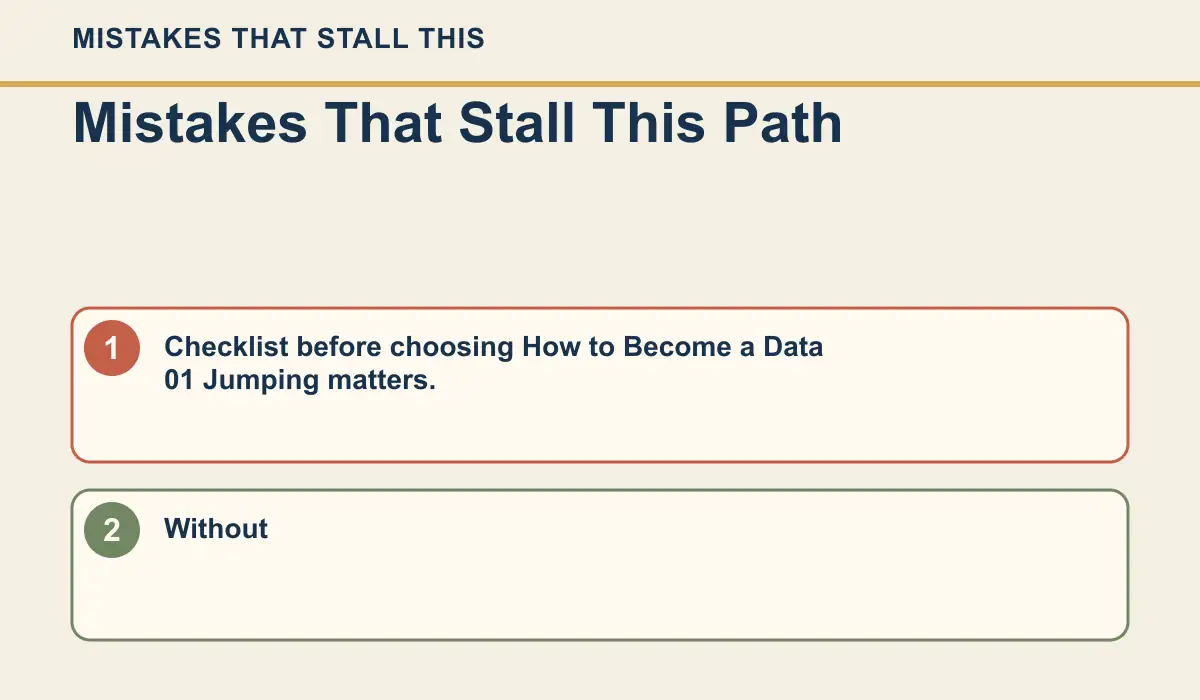 MISTAKES THAT STALL THIS
Mistakes That Stall This Path
1
Checklist before choosing How to Become a Data
01 Jumping matters.
2
Without